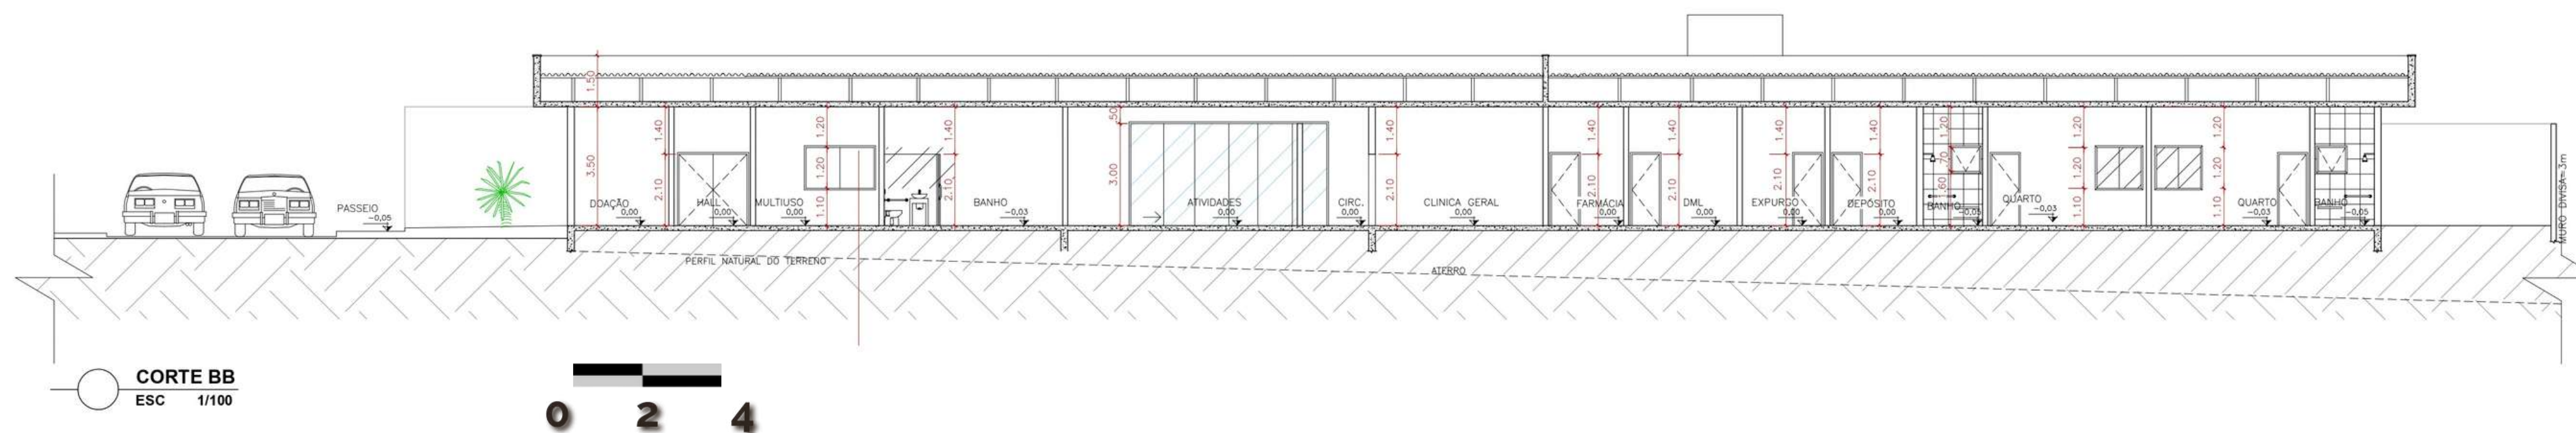 1.50
3.50
1.40
2.10
1.20
1.20
1.10
1.40
2.10
.50
3.00
1.40
2.10
1.40
2.10
1.40
2.10
1.40
2.10
1.40
2.10
1.20
.70
.60
1.20
1.20
1.10
1.20
1.20
1.10
PASSEIO
-0,05
DOAÇÃO
0,00
HALL
0,00
MULTIUSO
0,00
BANHO
-0,03
ATIVIDADES
0,00
CIRC.
0,00
CLINICA GERAL
0,00
FARMÁCIA
0,00
DML
0,00
EXPURGO
0,00
DEPÓSITO
0,00
BANHO
-0,05
QUARTO
-0,03
QUARTO
-0,03
BANHO
-0,05
MURO DIVISA=3m
PERFIL NATURAL DO TERRENO
ATERRO
CORTE BB
ESC 1/100
0 2 4